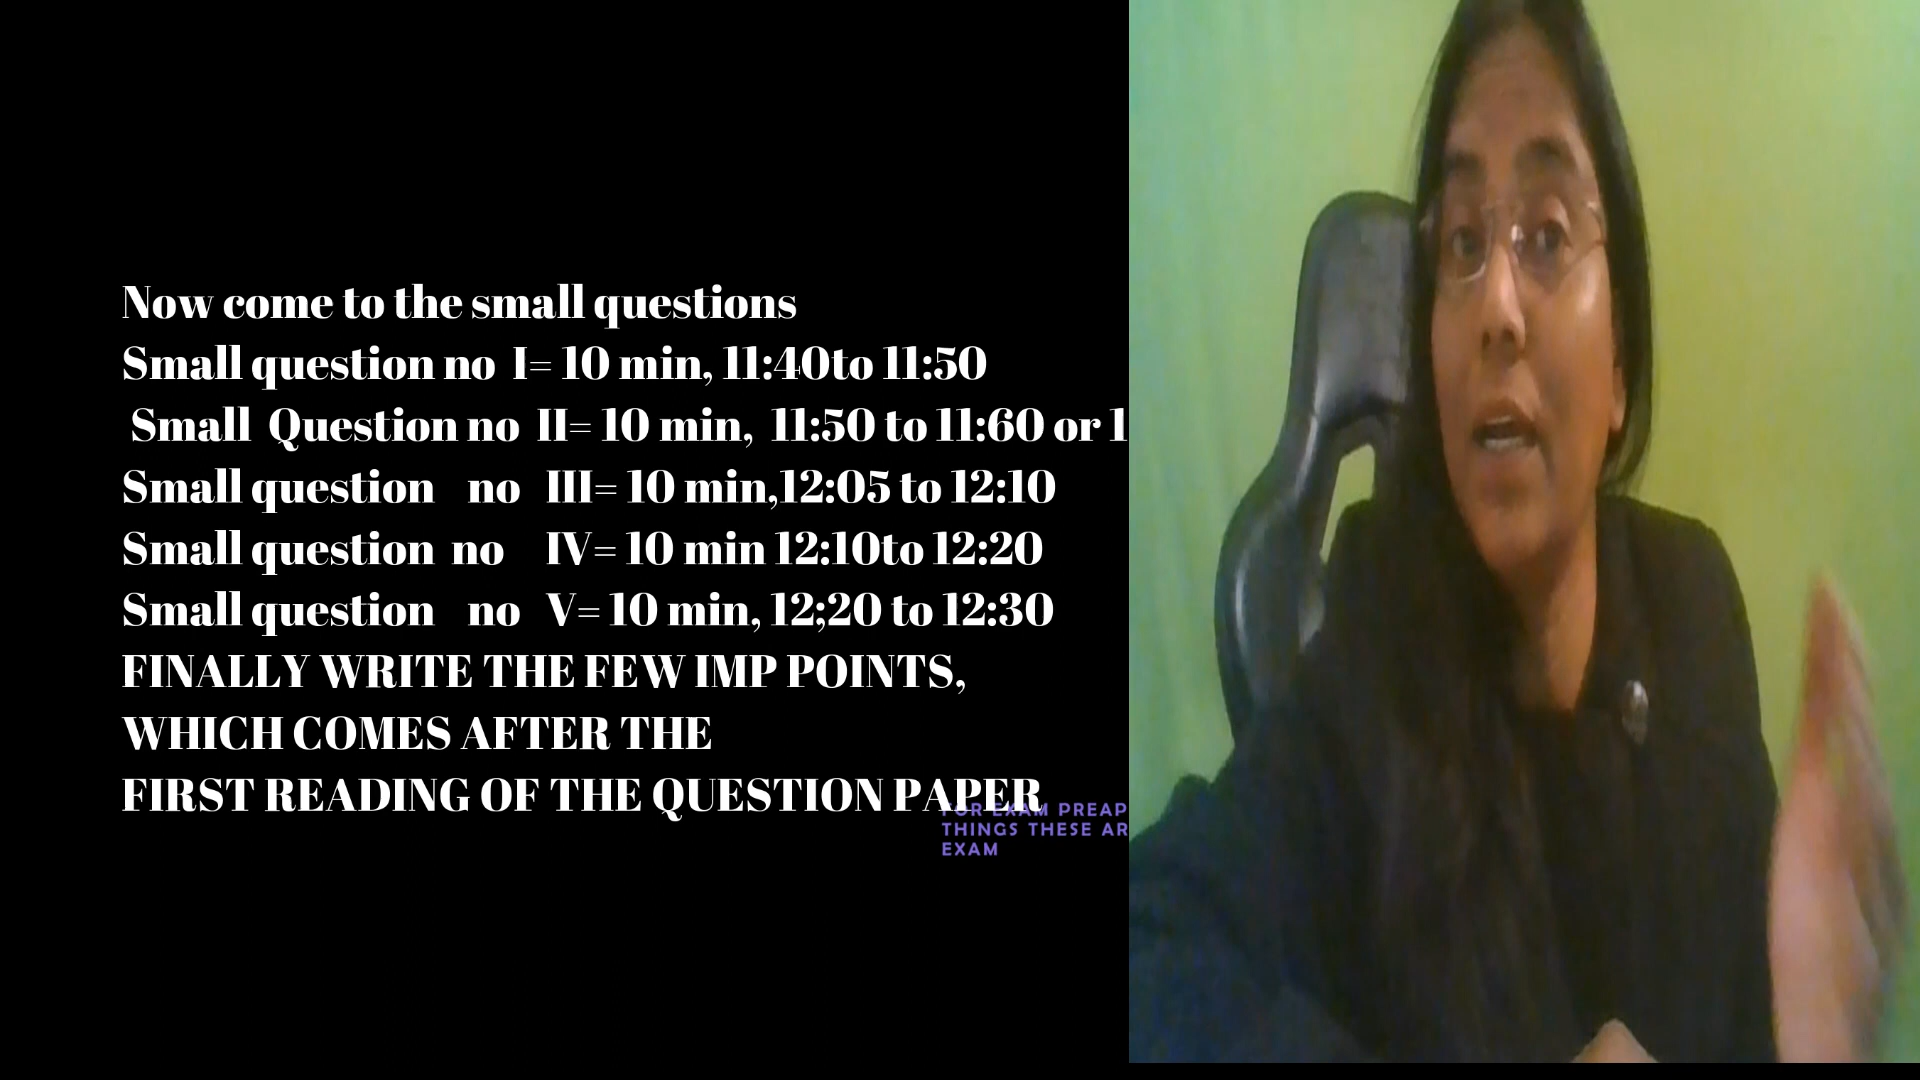 Now come to the small questions
Small question no I= 10 min, 11:40to 11:50
Small Question no II= 10 min, 11:50 to 11:60 or 1
Small question no III= 10 min,12:05 to 12:10
Small question no IV= 10 min 12:10to 12:20
Small question no V= 10 min, 12;20 to 12:30
FINALLY WRITE THE FEW IMP POINTS,
WHICH COMES AFTER THE
FIRST READING OF THE QUESTION PAPER
FOR EXAM PREAP
THINGS THESE AR
EXAM